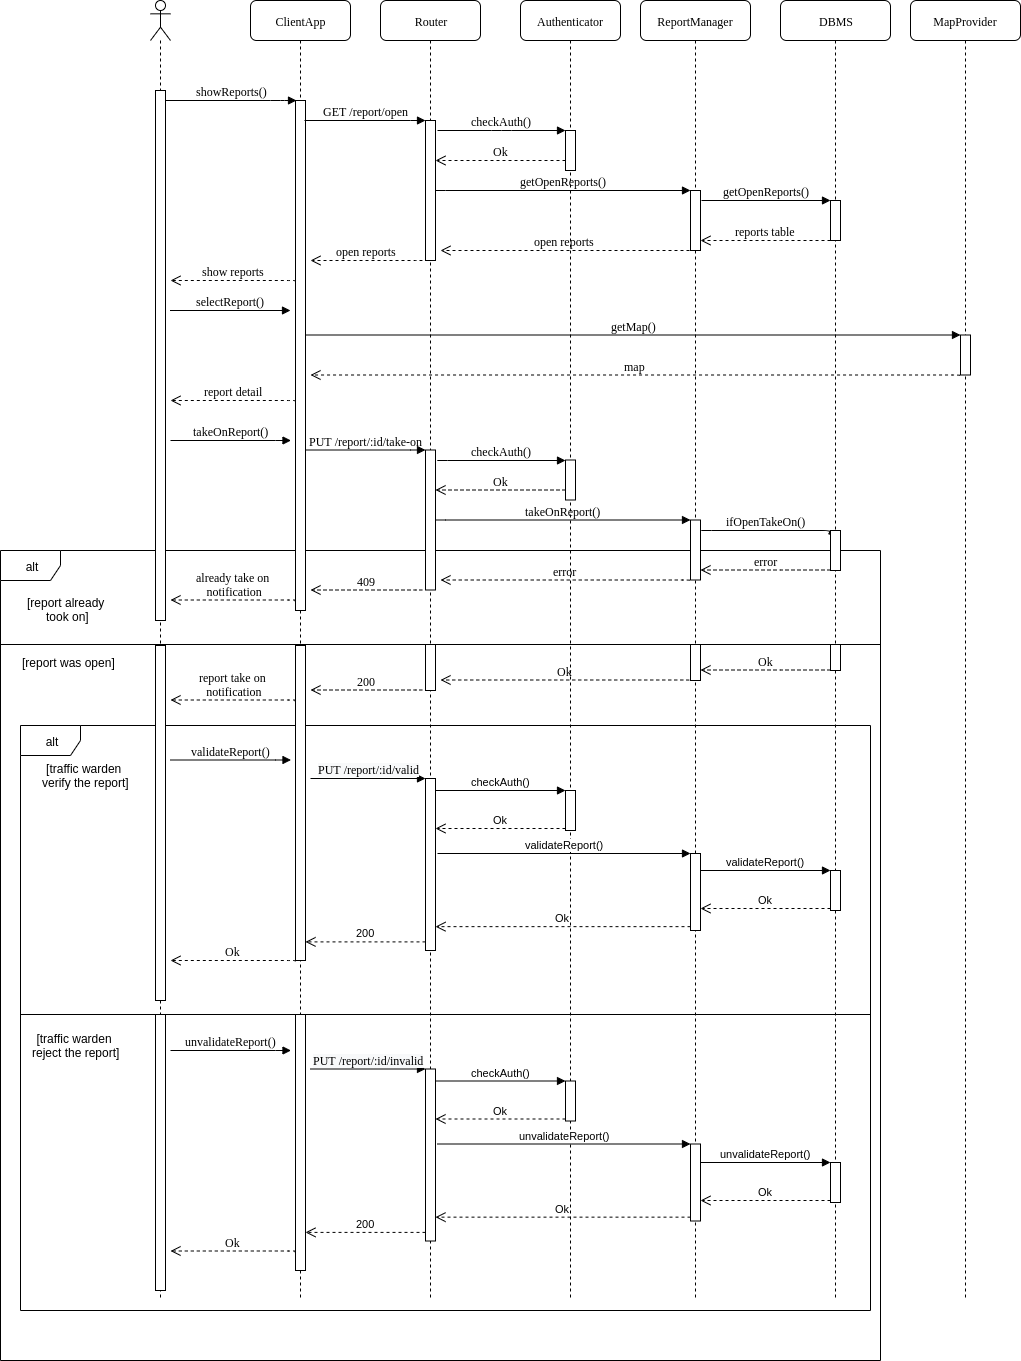 ClientApp
Router
Authenticator
ReportManager
DBMS
MapProvider
showReports()
GET /report/open
checkAuth()
Ok
getOpenReports()
getOpenReports()
reports table
open reports
open reports
show reports
selectReport()
getMap()
map
report detail
takeOnReport()
PUT /report/:id/take-on
checkAuth()
Ok
takeOnReport()
ifOpenTakeOn()
alt
error
error
409
already take on
notification
[report already
took on]
[report was open]
Ok
Ok
200
report take on
notification
alt
validateReport()
[traffic warden
verify the report]
PUT /report/:id/valid
checkAuth()
Ok
validateReport()
validateReport()
Ok
Ok
200
Ok
[traffic warden
reject the report]
unvalidateReport()
PUT /report/:id/invalid
checkAuth()
Ok
unvalidateReport()
unvalidateReport()
Ok
Ok
200
Ok